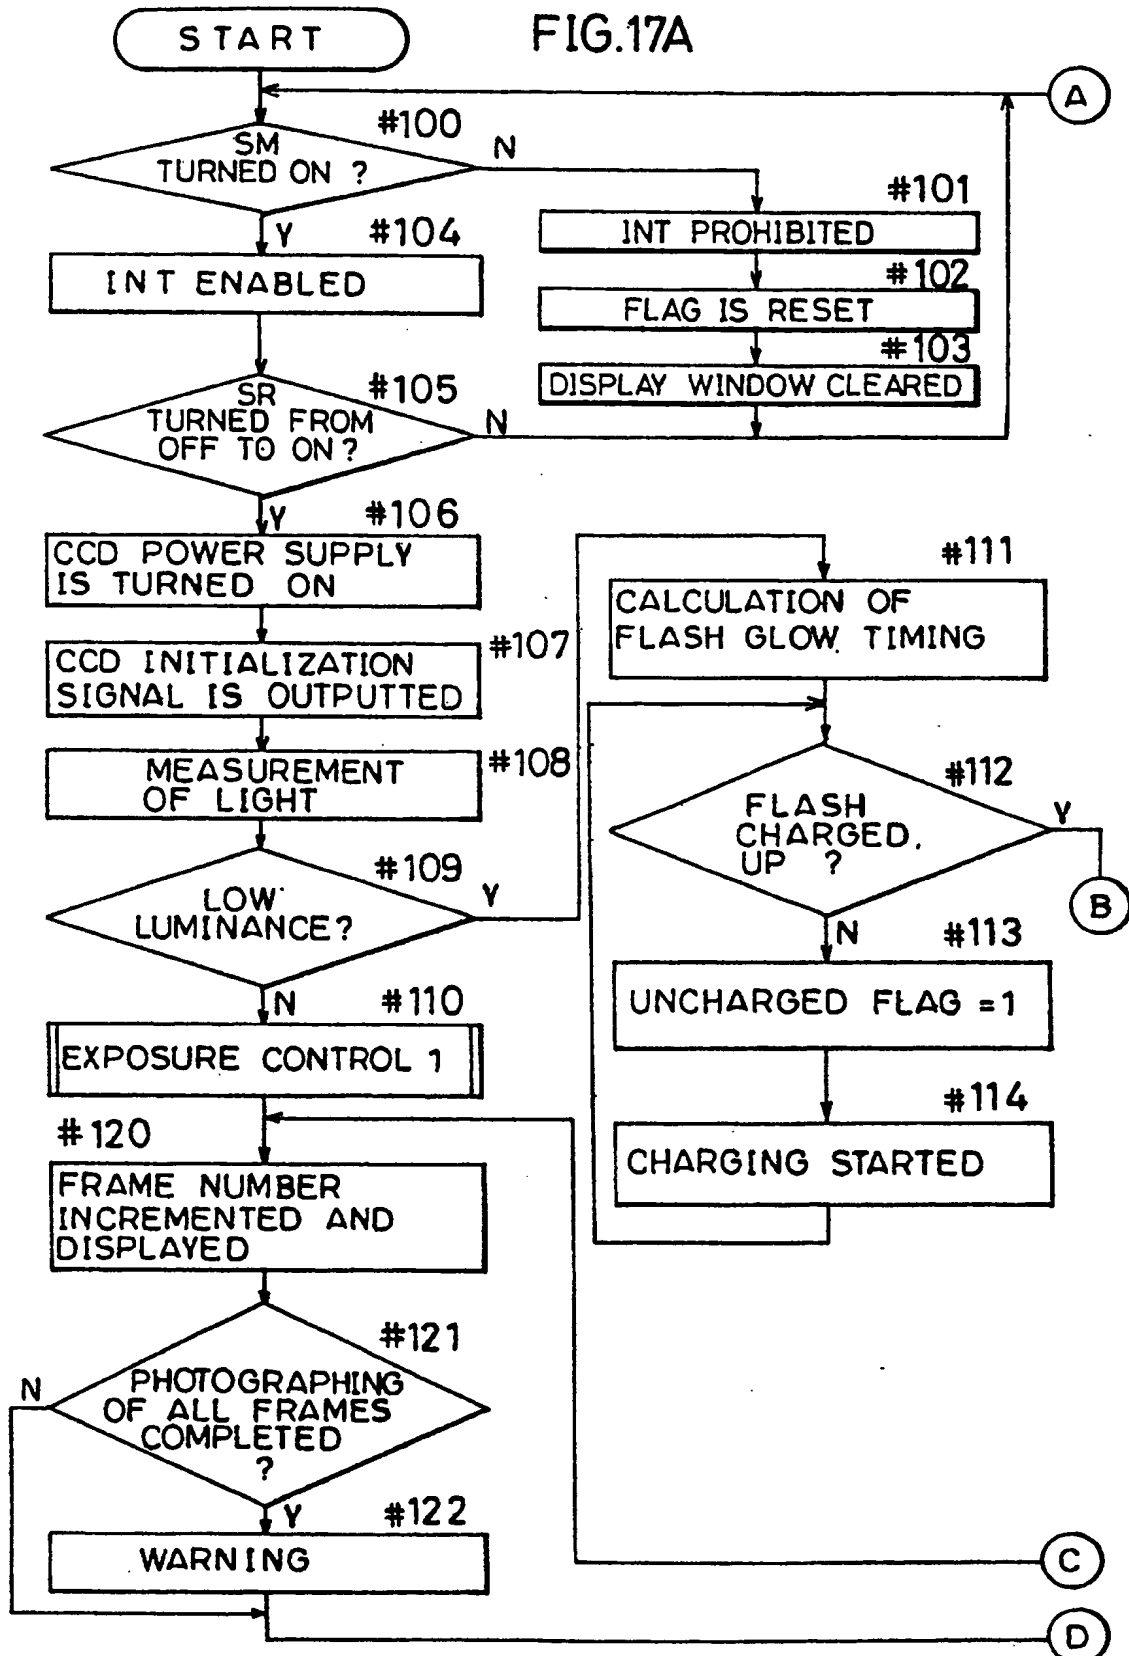 FIG.17A
START
A
#100
SM
TURNED ON ?
N
Y
#101
INT PROHIBITED
#102
FLAG IS RESET
#103
DISPLAY WINDOW CLEARED
#104
INT ENABLED
#105
SR
TURNED FROM
OFF TO ON ?
N
Y
#106
CCD POWER SUPPLY
IS TURNED ON
#107
CCD INITIALIZATION
SIGNAL IS OUTPUTTED
#108
MEASUREMENT
OF LIGHT
#109
LOW
LUMINANCE?
Y
N
#110
EXPOSURE CONTROL 1
#111
CALCULATION OF
FLASH GLOW TIMING
#112
FLASH
CHARGED
UP ?
Y
B
N
#113
UNCHARGED FLAG = 1
#114
CHARGING STARTED
#120
FRAME NUMBER
INCREMENTED AND
DISPLAYED
#121
PHOTOGRAPHING
OF ALL FRAMES
COMPLETED
?
N
Y
#122
WARNING
C
D